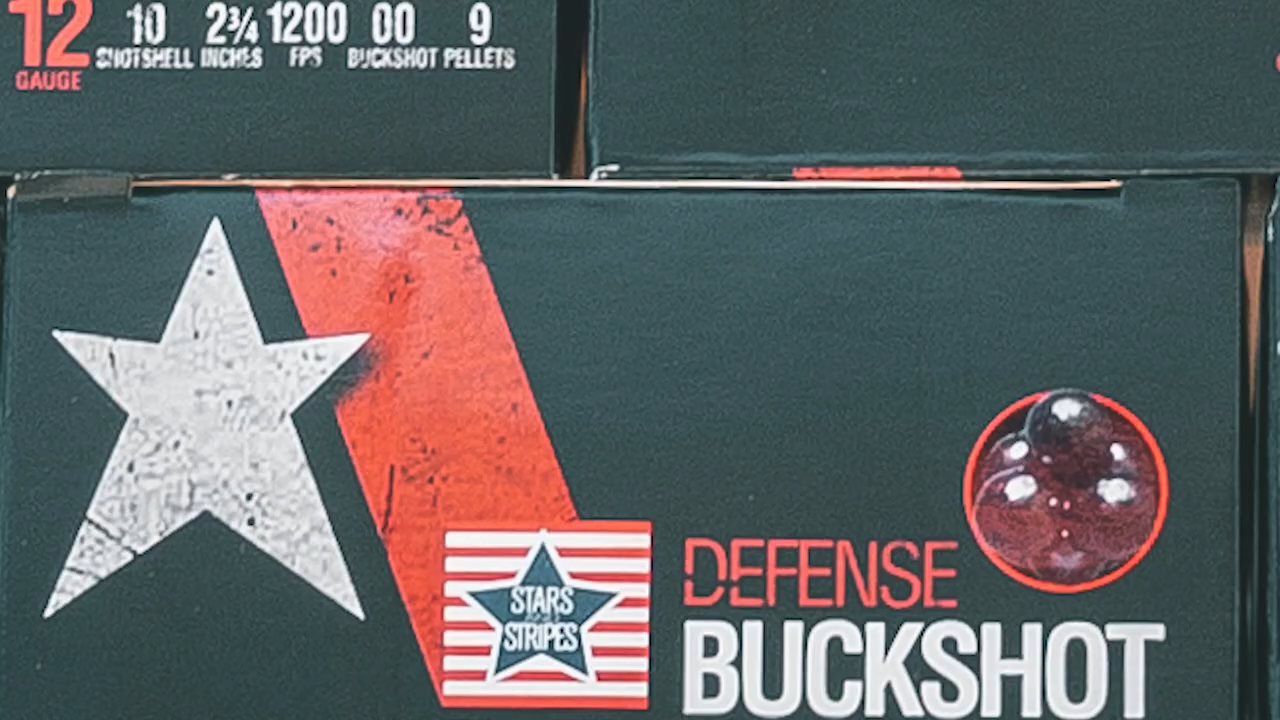 12 10 2¾ 1200 00 9
GAUGE SHOTSHELL INCHES FPS BUCKSHOT PELLETS
STARS
STRIPES
DEFENSE
BUCKSHOT